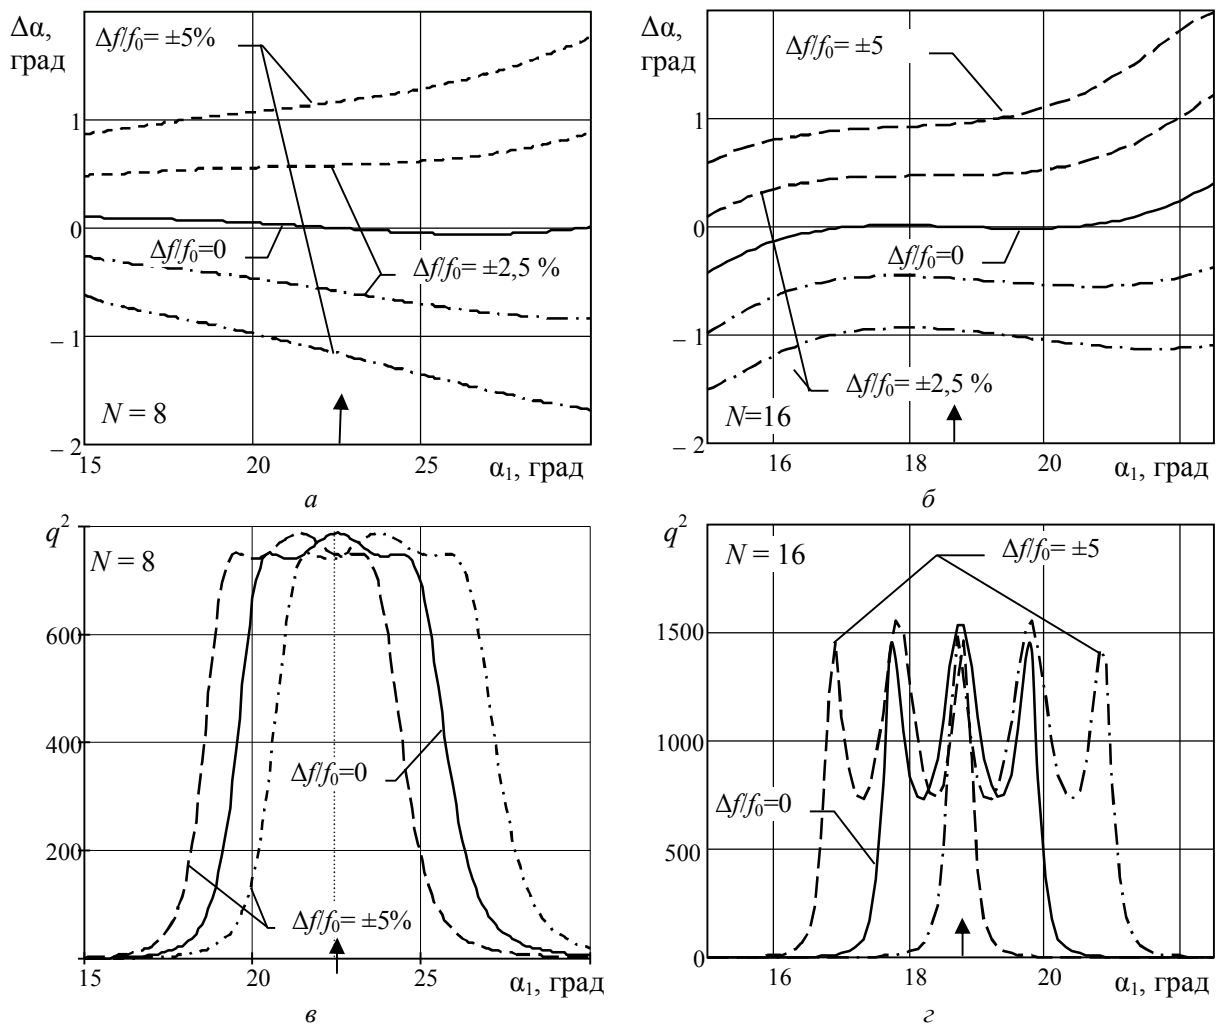 Δα,
град
Δf/f₀= ±5%
1
0
Δf/f₀=0
Δf/f₀= ±2,5 %
– 1
N = 8
– 2
15
20
25
α₁, град
а
Δα,
град
Δf/f₀= ±5
1
0
Δf/f₀=0
– 1
Δf/f₀= ±2,5 %
N=16
– 2
16
18
20
α₁, град
б
q²
N = 8
600
400
Δf/f₀=0
200
Δf/f₀= ±5%
15
20
25
α₁, град
в
q²
N = 16
Δf/f₀= ±5
1500
1000
Δf/f₀=0
500
0
16
18
20
α₁, град
г